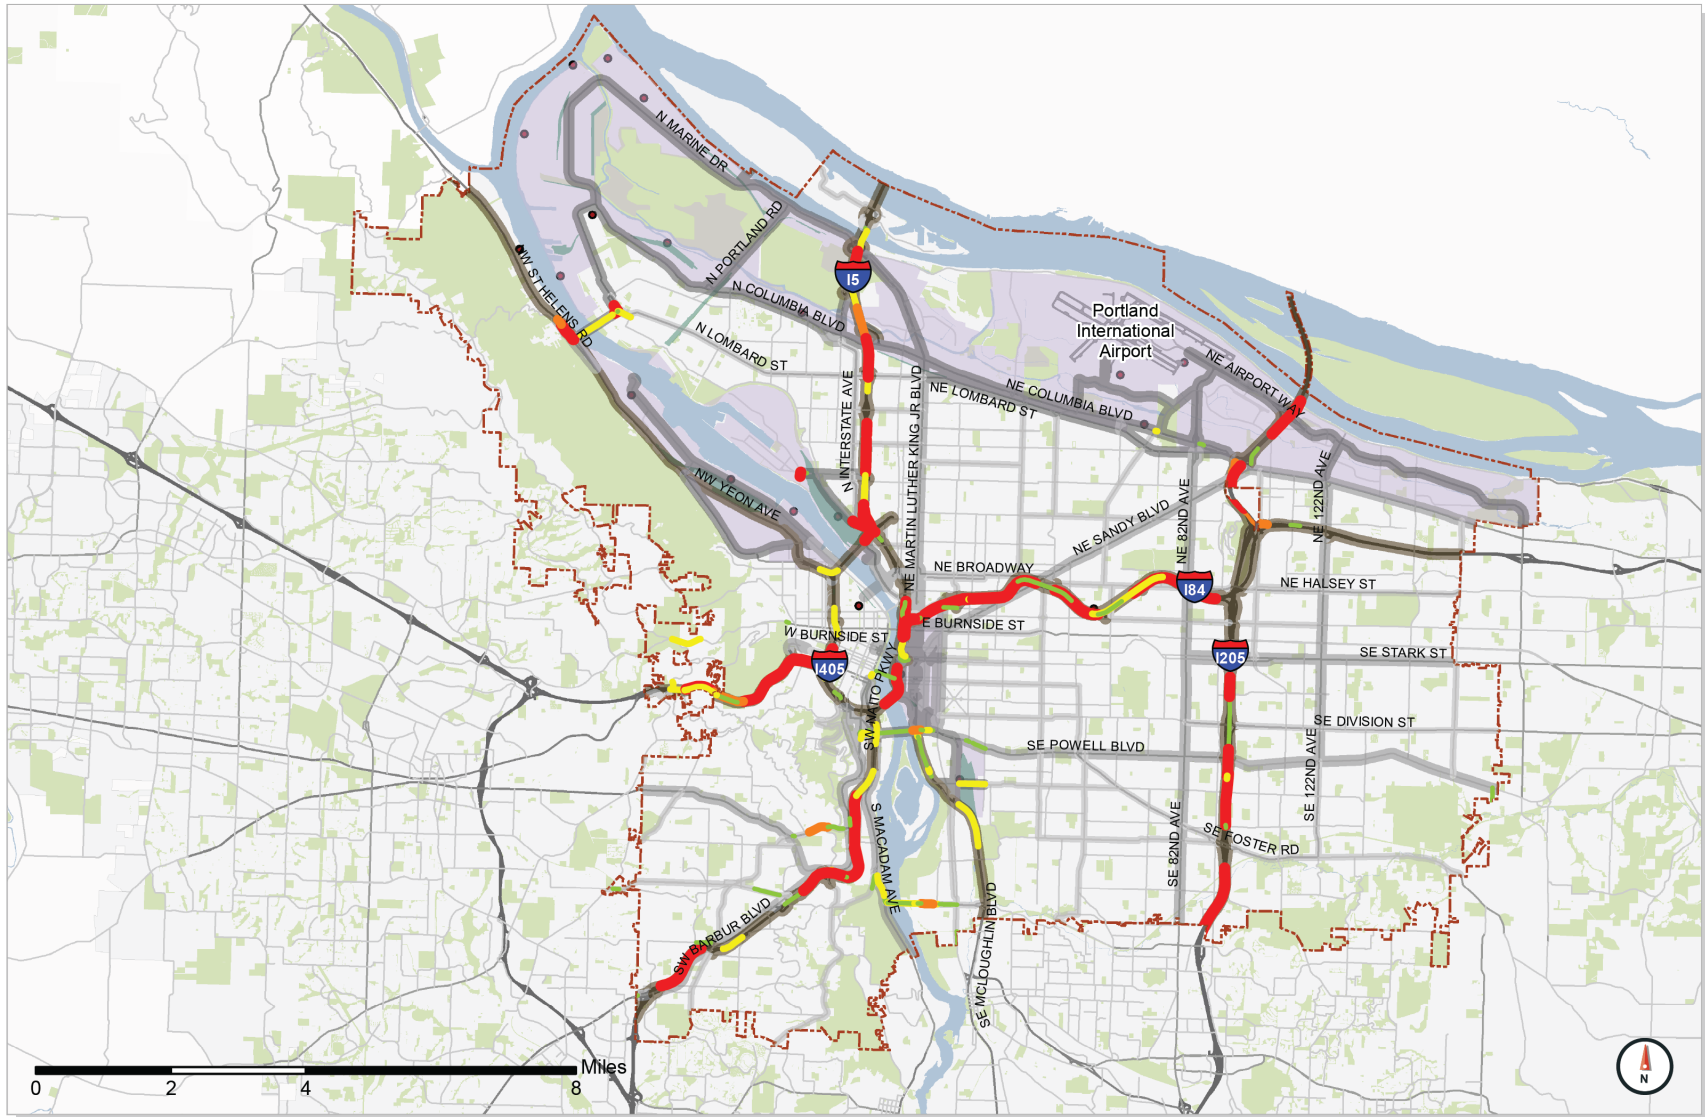 N MARINE DR
N PORTLAND RD
NW ST HELENS RD
I5
N COLUMBIA BLVD
N LOMBARD ST
Portland
International
Airport
NE AIRPORT WAY
NE COLUMBIA BLVD
NE LOMBARD ST
N INTERSTATE AVE
NE MARTIN LUTHER KING JR BLVD
NW YEON AVE
NE SANDY BLVD
NE 82ND AVE
NE 122ND AVE
NE BROADWAY
I84
NE HALSEY ST
E BURNSIDE ST
W BURNSIDE ST
I405
I205
SE STARK ST
SW NAITO PKWY
SE DIVISION ST
SE POWELL BLVD
SE 122ND AVE
S MACADAM AVE
SE 82ND AVE
SE FOSTER RD
SW BARBUR BLVD
SE MCLOUGHLIN BLVD
Miles
0 2 4 8
N